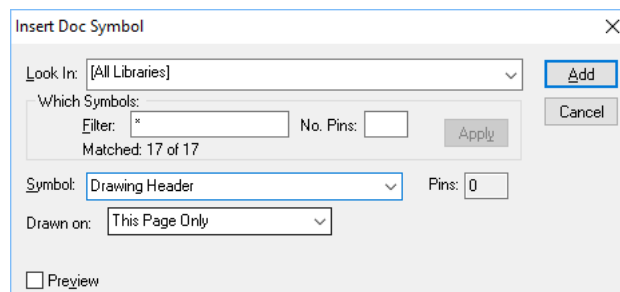 Insert Doc Symbol
Look In: [All Libraries]
Add
Which Symbols:
Cancel
Filter: * No. Pins:
Apply
Matched: 17 of 17
Symbol: Drawing Header Pins: 0
Drawn on: This Page Only
Preview